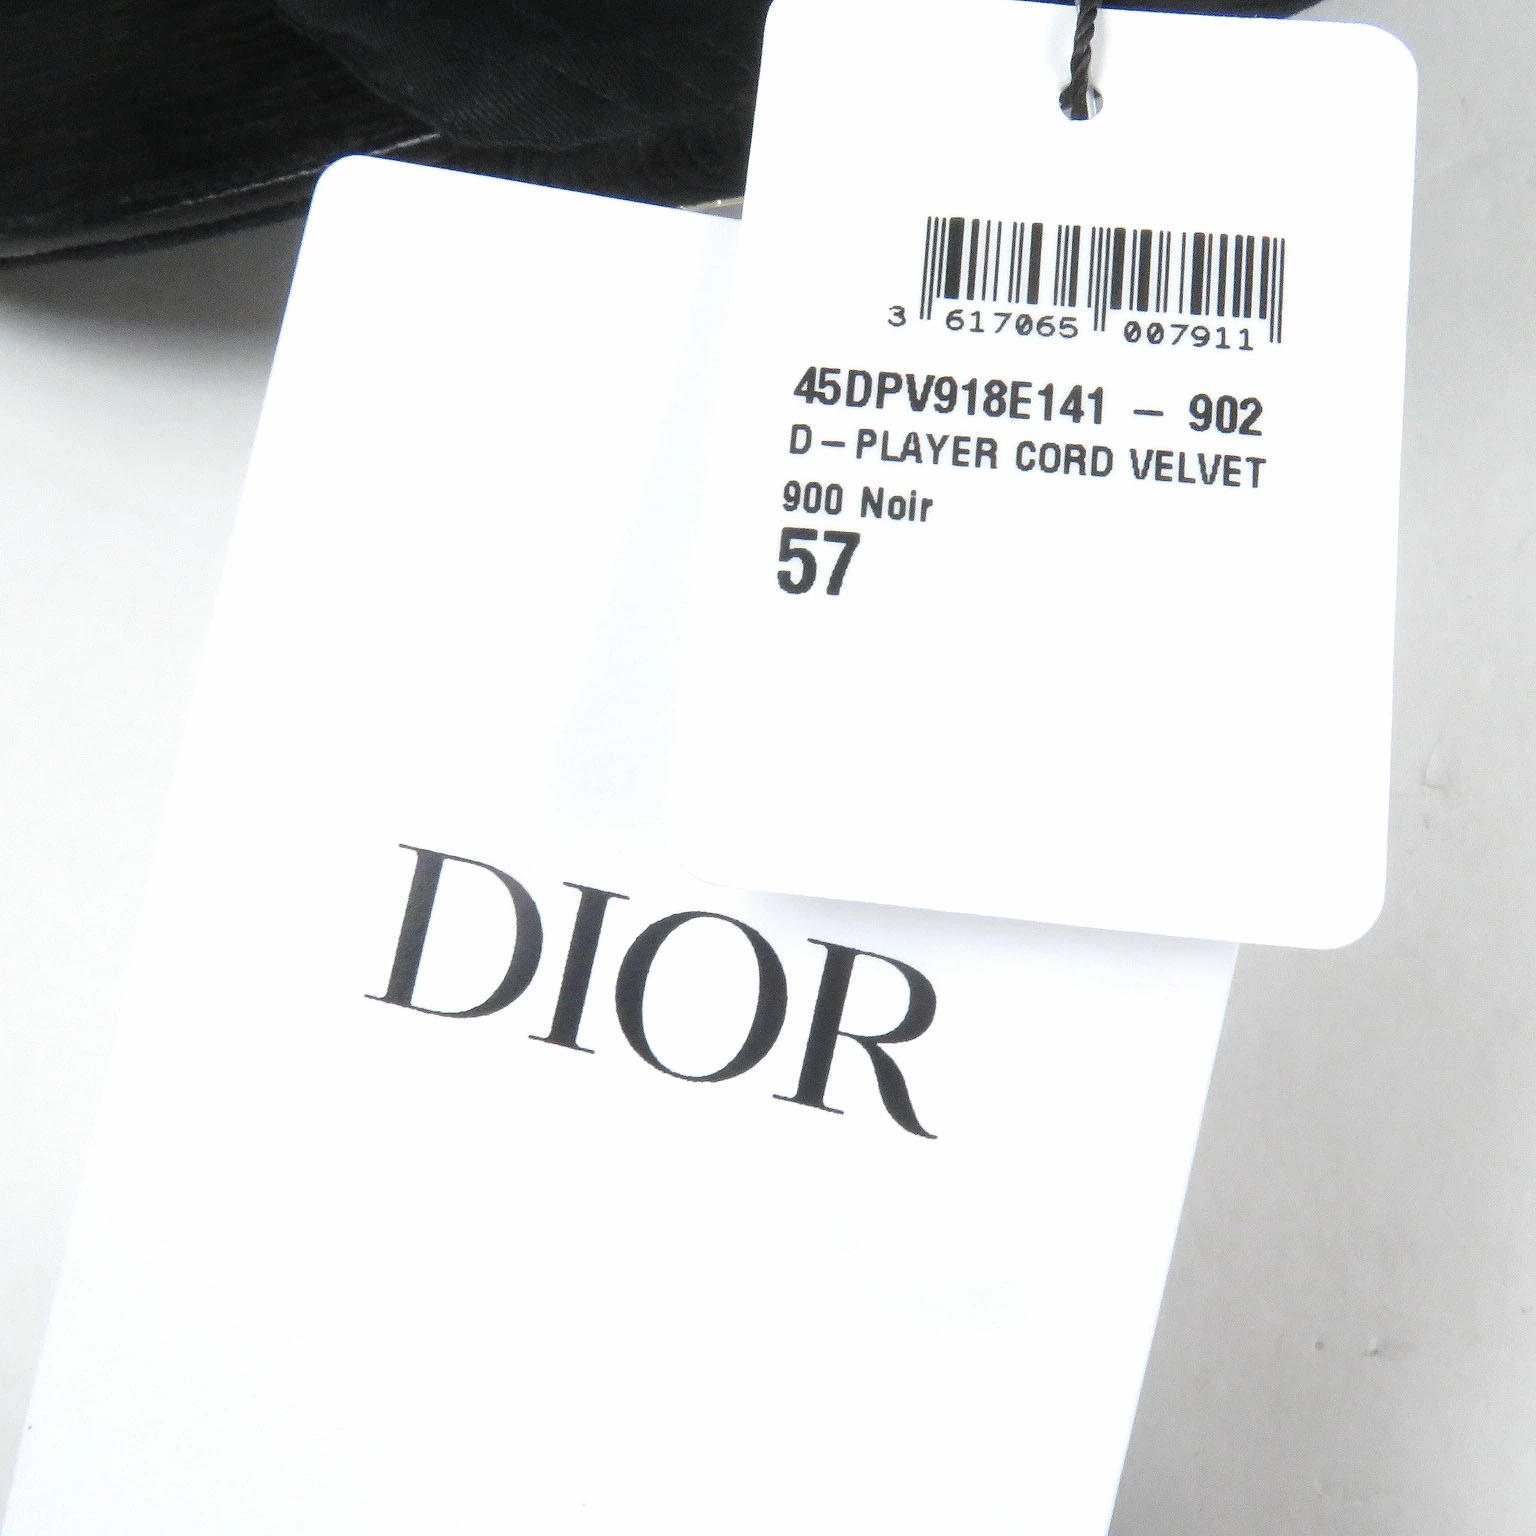 3 617065 007911
45DPV918E141 - 902
D-PLAYER CORD VELVET
900 Noir
57
DIOR